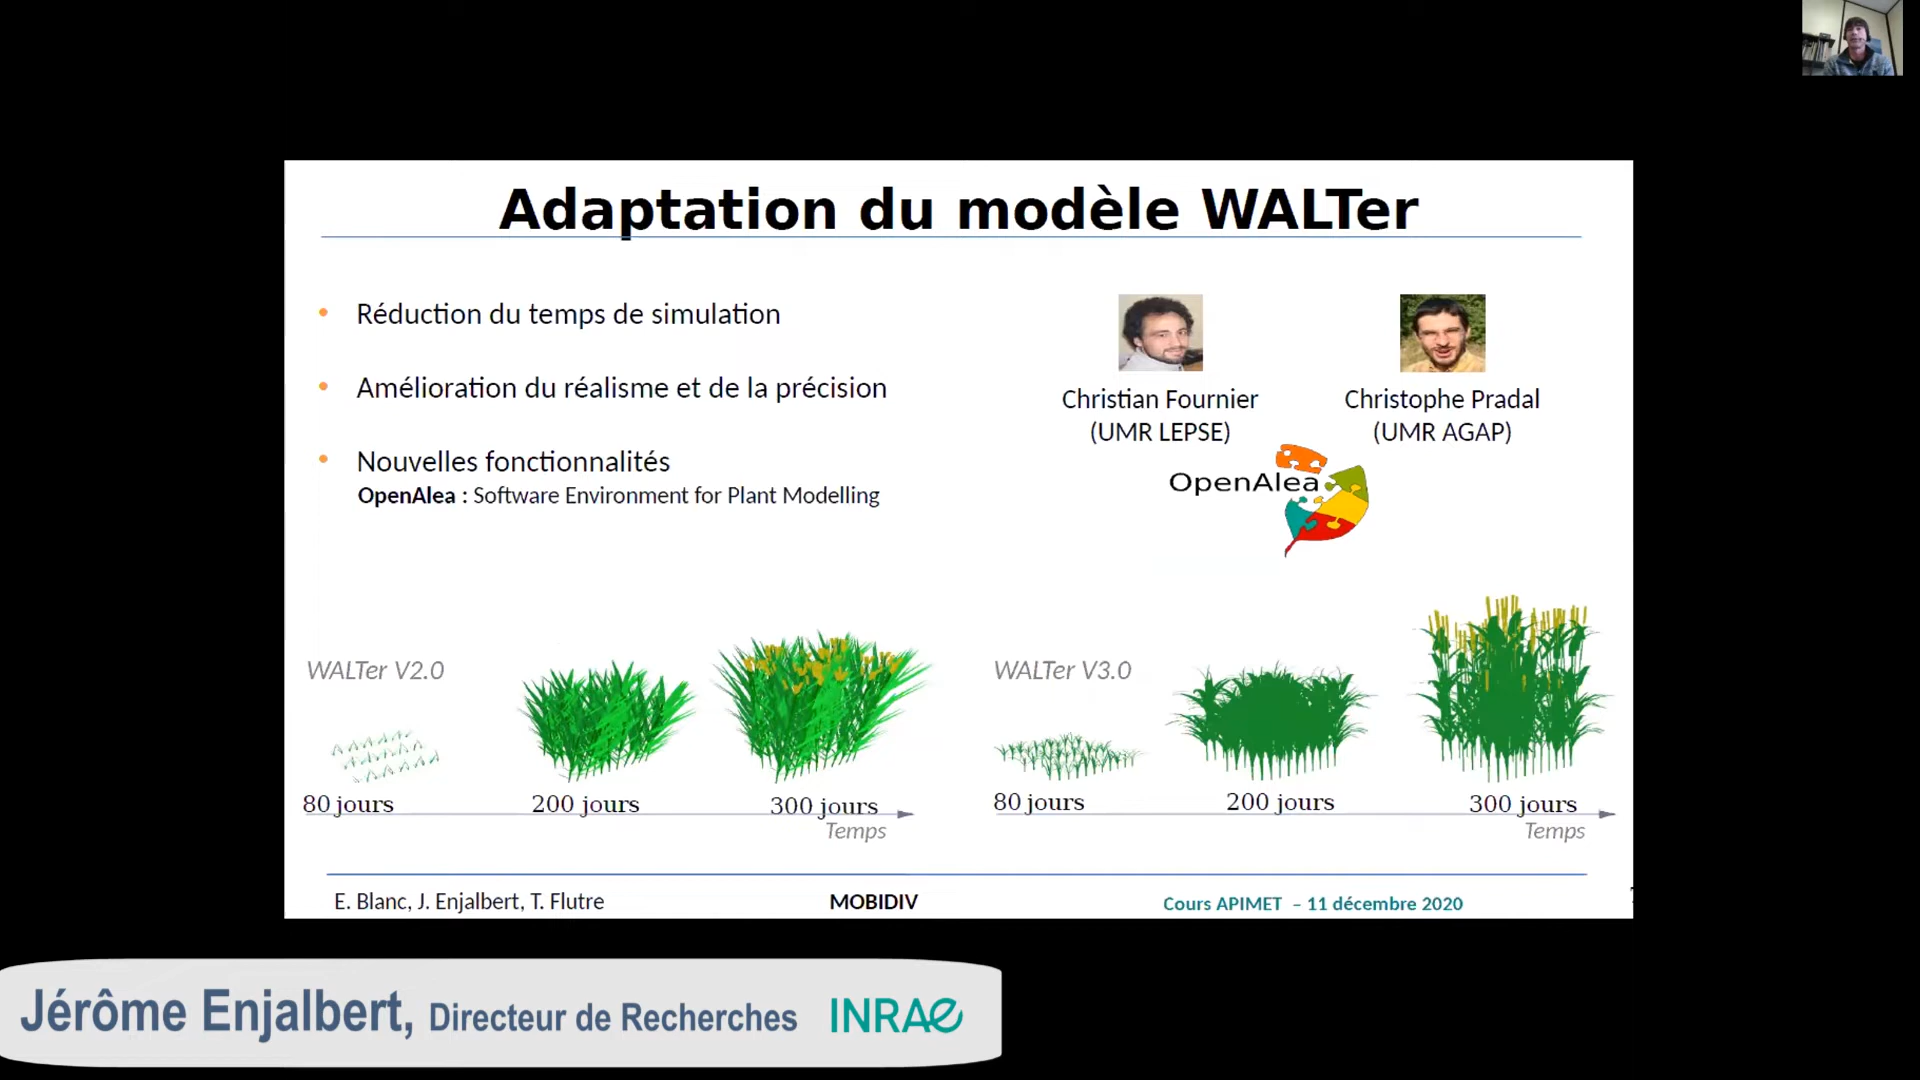 Adaptation du modèle WALTer
Réduction du temps de simulation
Amélioration du réalisme et de la précision
Nouvelles fonctionnalités
OpenAlea : Software Environment for Plant Modelling
Christian Fournier
(UMR LEPSE)
Christophe Pradal
(UMR AGAP)
OpenAlea
WALTer V2.0
80 jours
200 jours
300 jours
Temps
WALTer V3.0
80 jours
200 jours
300 jours
Temps
E. Blanc, J. Enjalbert, T. Flutre
MOBIDIV
Cours APIMET – 11 décembre 2020
Jérôme Enjalbert, Directeur de Recherches INRAE